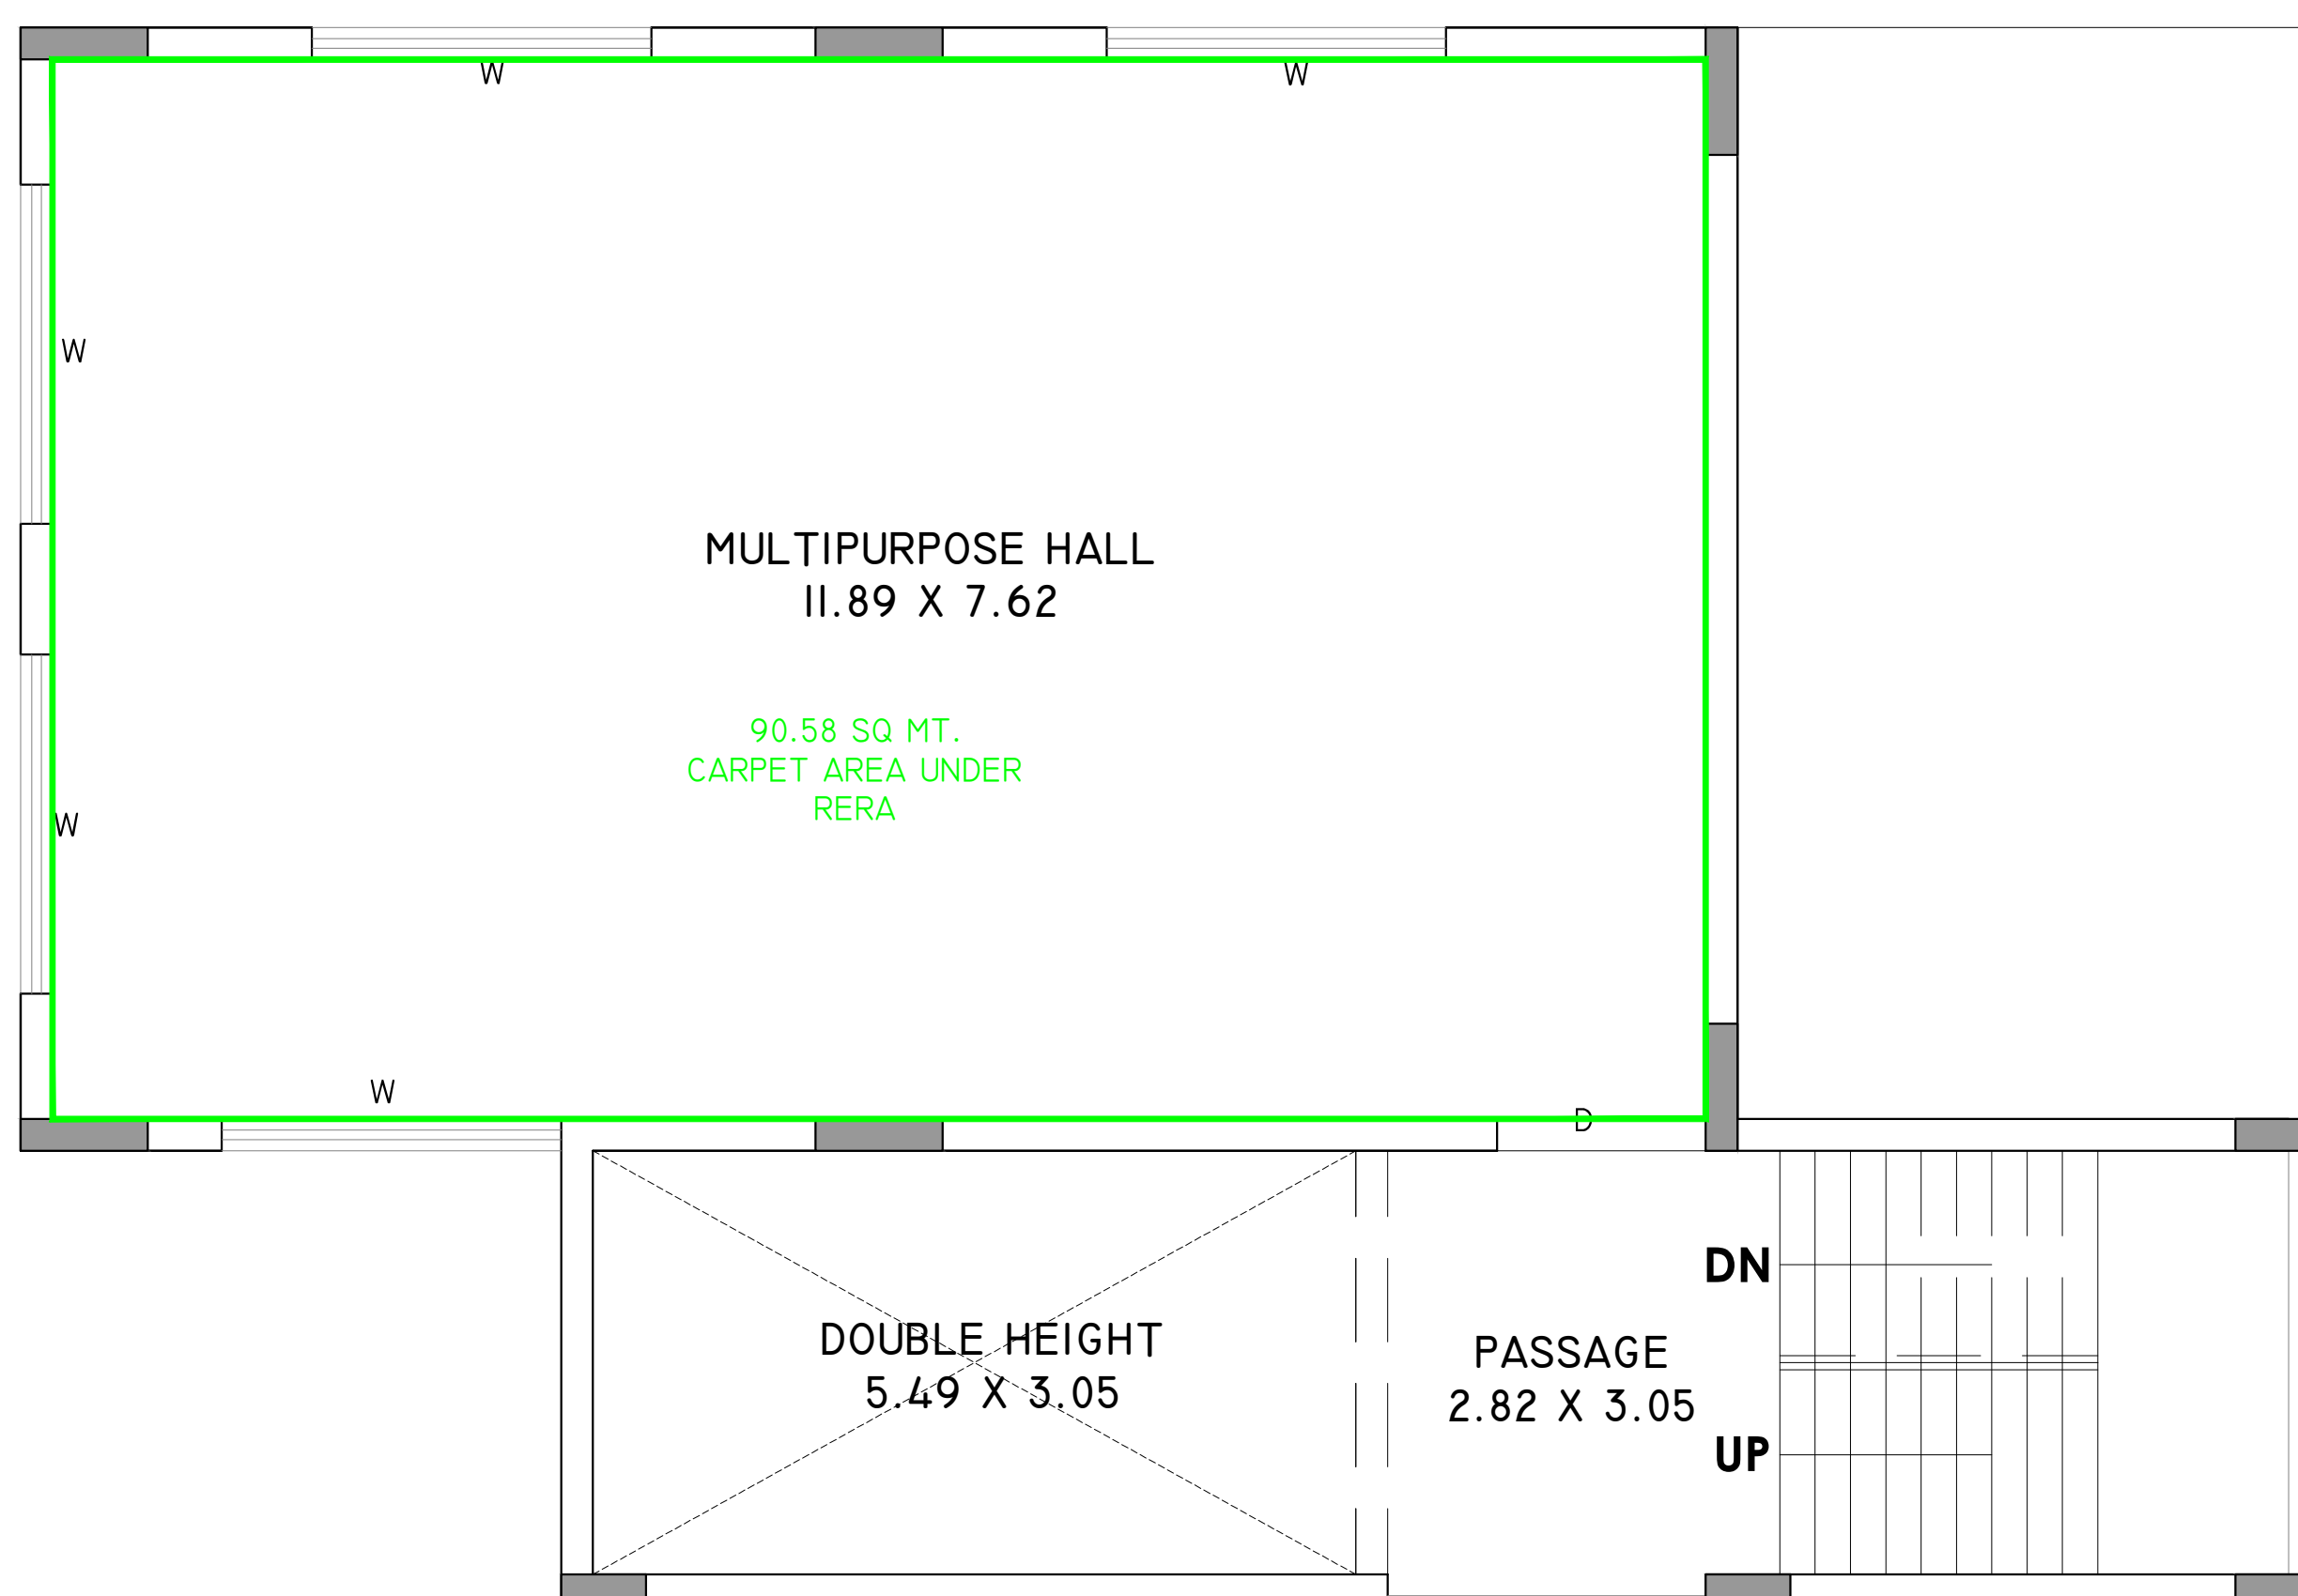 W
W
W
MULTIPURPOSE HALL
11.89 X 7.62
90.58 SQ MT.
CARPET AREA UNDER
RERA
W
W
D
DN
DOUBLE HEIGHT
5.49 X 3.05
PASSAGE
2.82 X 3.05
UP